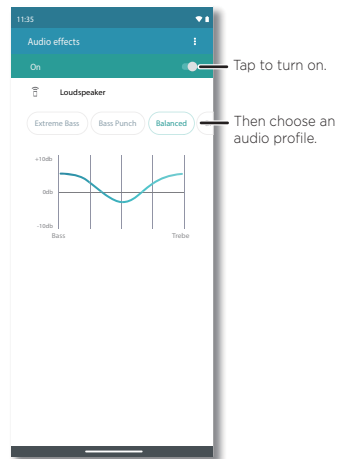 11:35
Audio effects
On
Tap to turn on.
Loudspeaker
Extreme Bass
Bass Punch
Balanced
Then choose an
audio profile.
+10db
0db
-10db
Bass
Trebe